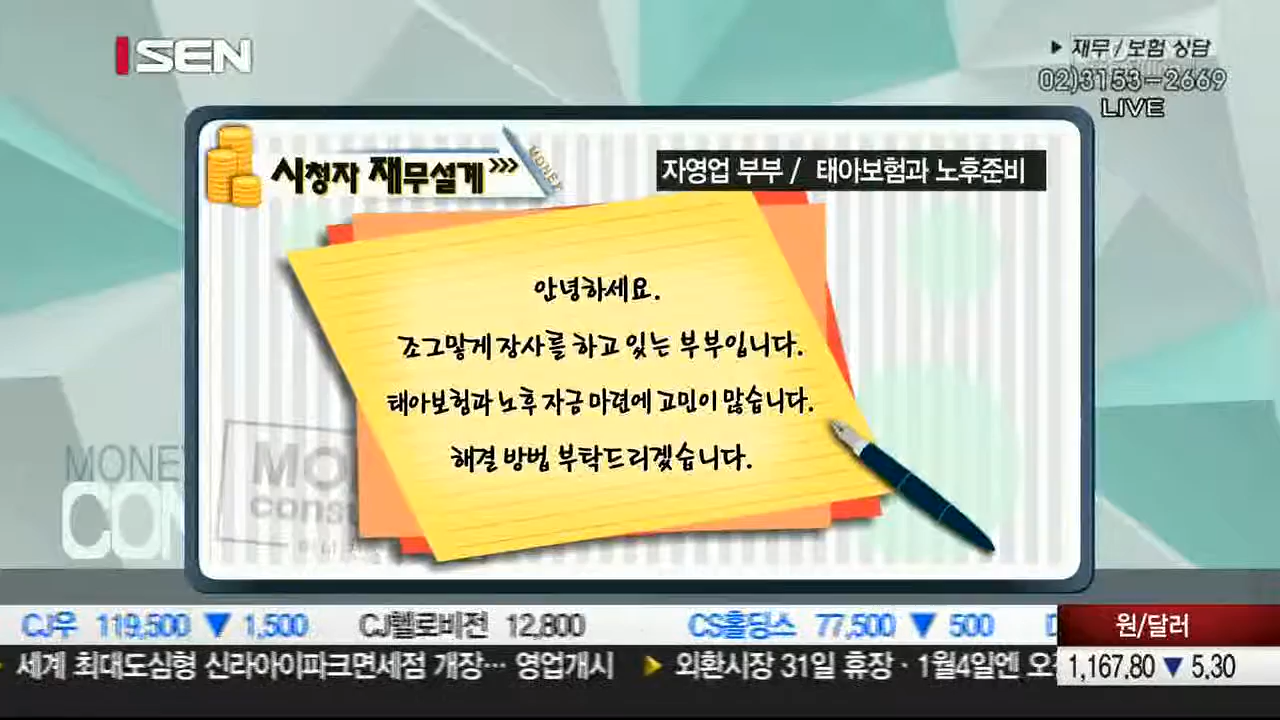 SEN
▶ 재무/보험 상담
02)3153-2669
LIVE
시청자 재무설계 >>>
MONEY
자영업 부부 / 태아보험과 노후준비
안녕하세요.
조그맣게 장사를 하고 있는 부부입니다.
태아보험과 노후 자금 마련에 고민이 많습니다.
해결 방법 부탁드리겠습니다.
MONEY
CON
MO
cons
CJ우 119,500 ▼ 1,500 CJ헬로비전 12,800 CS홀딩스 77,500 ▼ 500
원/달러
세계 최대도심형 신라아이파크면세점 개장… 영업개시 ▶ 외환시장 31일 휴장·1월4일엔
1,167.80 ▼ 5.30